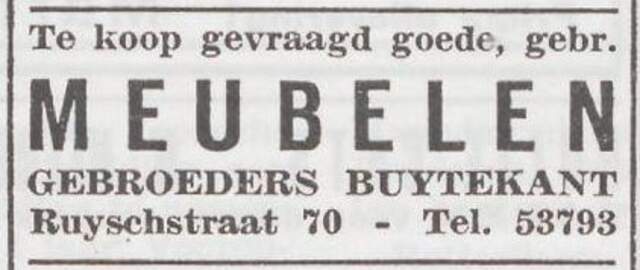 Te koop gevraagd goede, gebr.
MEUBELEN
GEBROEDERS BUYTEKANT
Ruyschstraat 70 - Tel. 53793